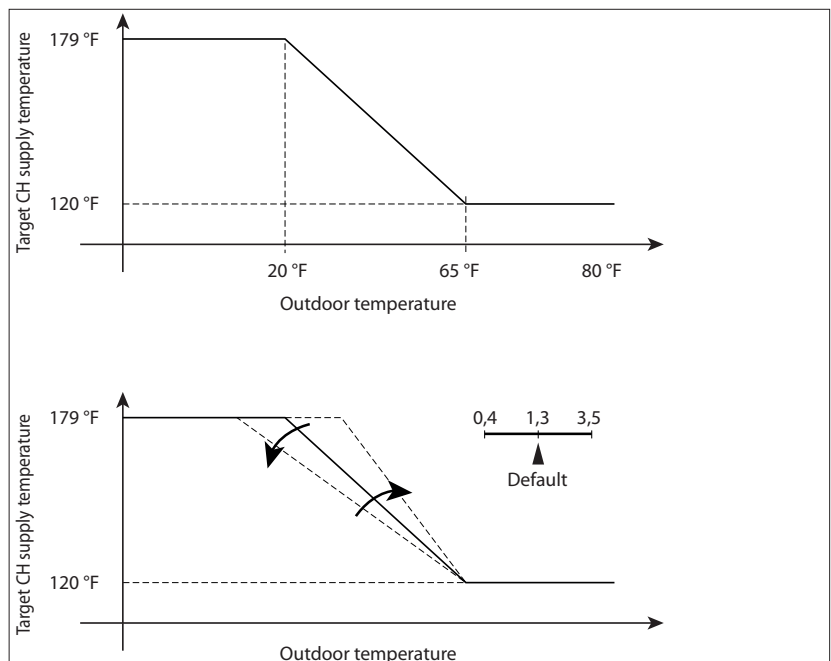 Target CH supply temperature
179 °F
120 °F
20 °F 65 °F 80 °F
Outdoor temperature
Target CH supply temperature
179 °F
120 °F
0,4 1,3 3,5
Default
Outdoor temperature